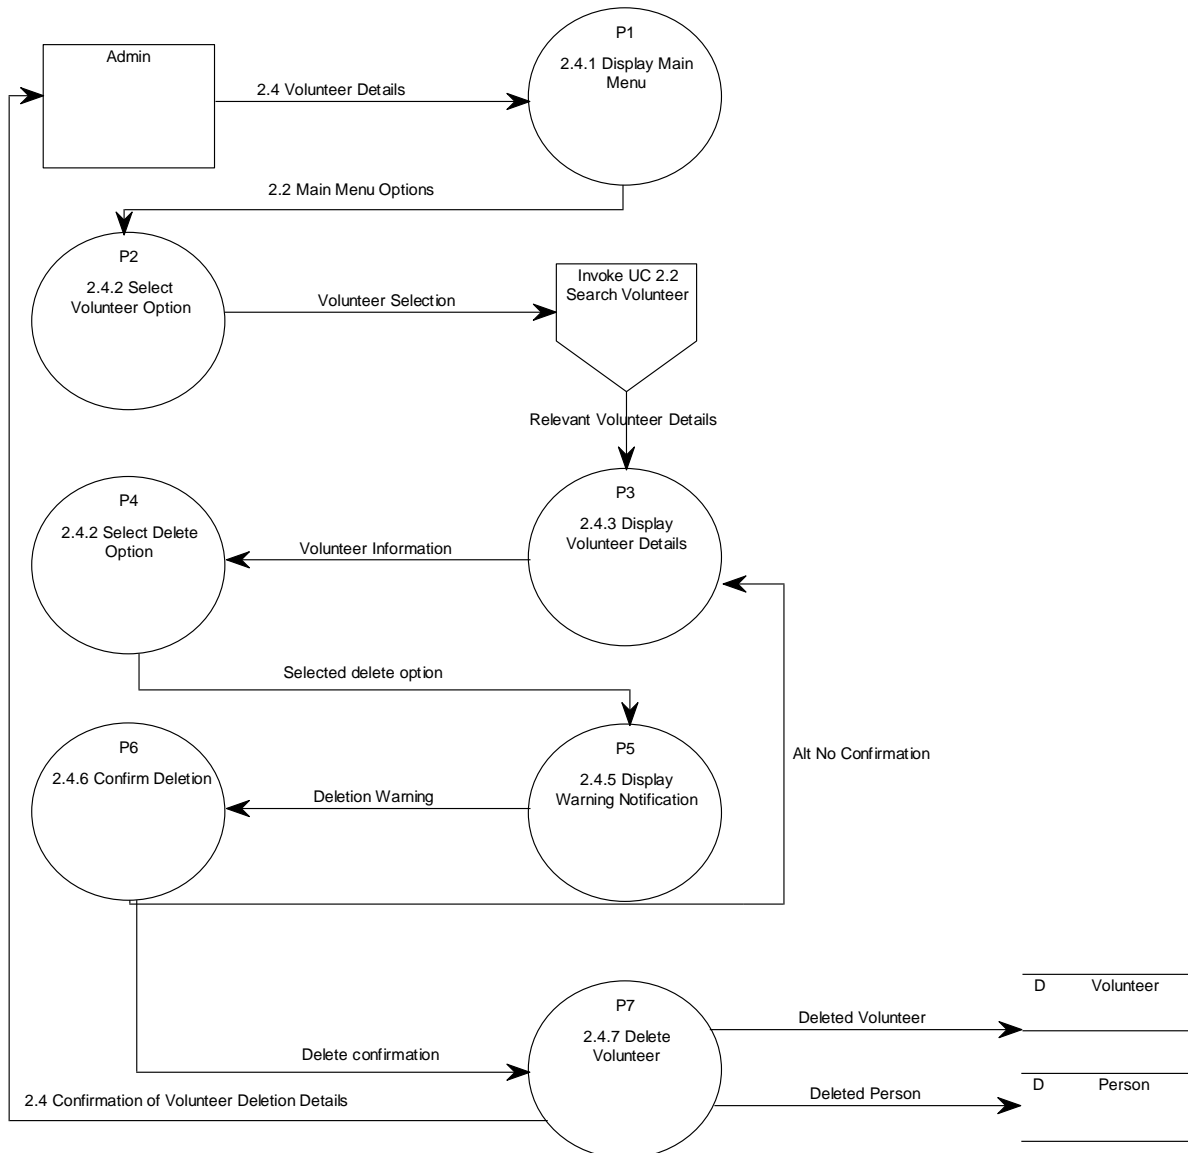 Admin
P1
2.4.1 Display Main
Menu
2.4 Volunteer Details
2.2 Main Menu Options
P2
2.4.2 Select
Volunteer Option
Volunteer Selection
Invoke UC 2.2
Search Volunteer
Relevant Volunteer Details
P3
2.4.3 Display
Volunteer Details
Volunteer Information
P4
2.4.2 Select Delete
Option
Selected delete option
P5
2.4.5 Display
Warning Notification
Deletion Warning
P6
2.4.6 Confirm Deletion
Alt No Confirmation
Delete confirmation
P7
2.4.7 Delete
Volunteer
Deleted Volunteer
D Volunteer
Deleted Person
D Person
2.4 Confirmation of Volunteer Deletion Details